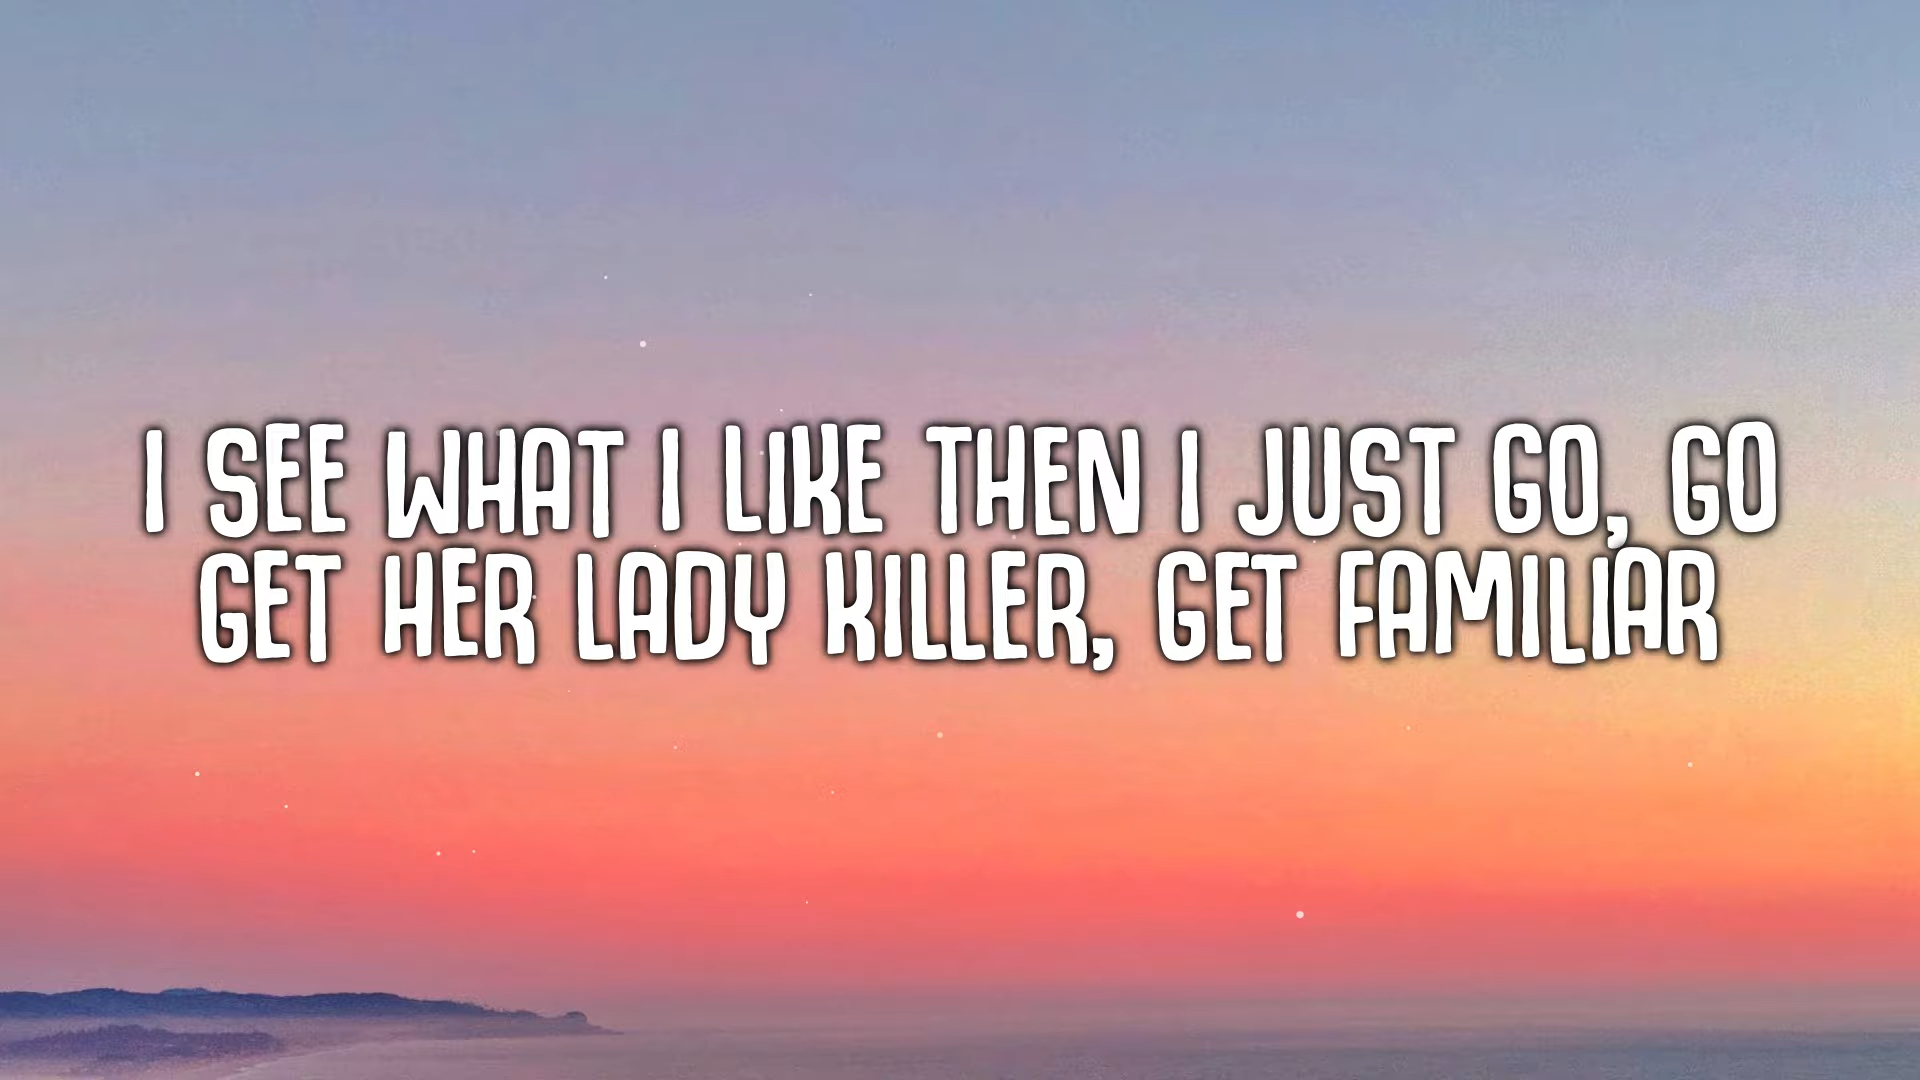 I SEE WHAT I LIKE THEN I JUST GO, GO
GET HER LADY KILLER, GET FAMILIAR